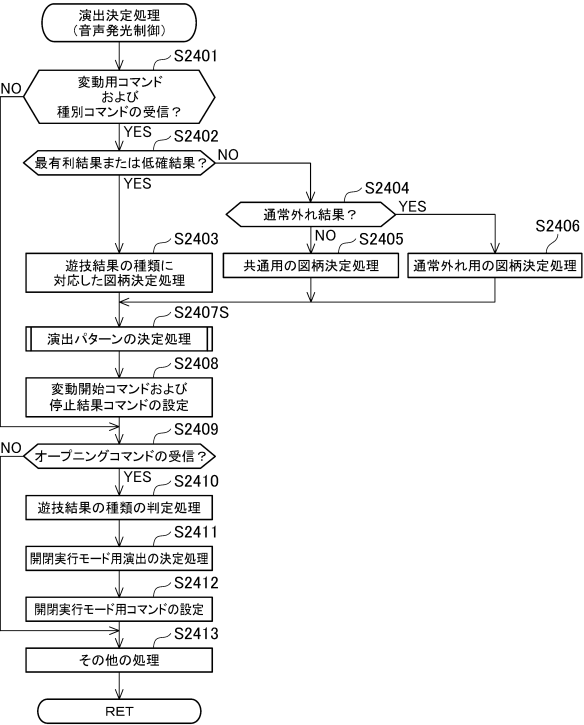 演出決定処理
（音声発光制御）
S2401
変動用コマンド
および
種別コマンドの受信？
NO
YES
S2402
最有利結果または低確結果？
NO
YES
S2404
通常外れ結果？
YES
NO
S2403
遊技結果の種類に
対応した図柄決定処理
S2405
共通用の図柄決定処理
S2406
通常外れ用の図柄決定処理
S2407S
演出パターンの決定処理
S2408
変動開始コマンドおよび
停止結果コマンドの設定
S2409
オープニングコマンドの受信？
NO
YES
S2410
遊技結果の種類の判定処理
S2411
開閉実行モード用演出の決定処理
S2412
開閉実行モード用コマンドの設定
S2413
その他の処理
RET